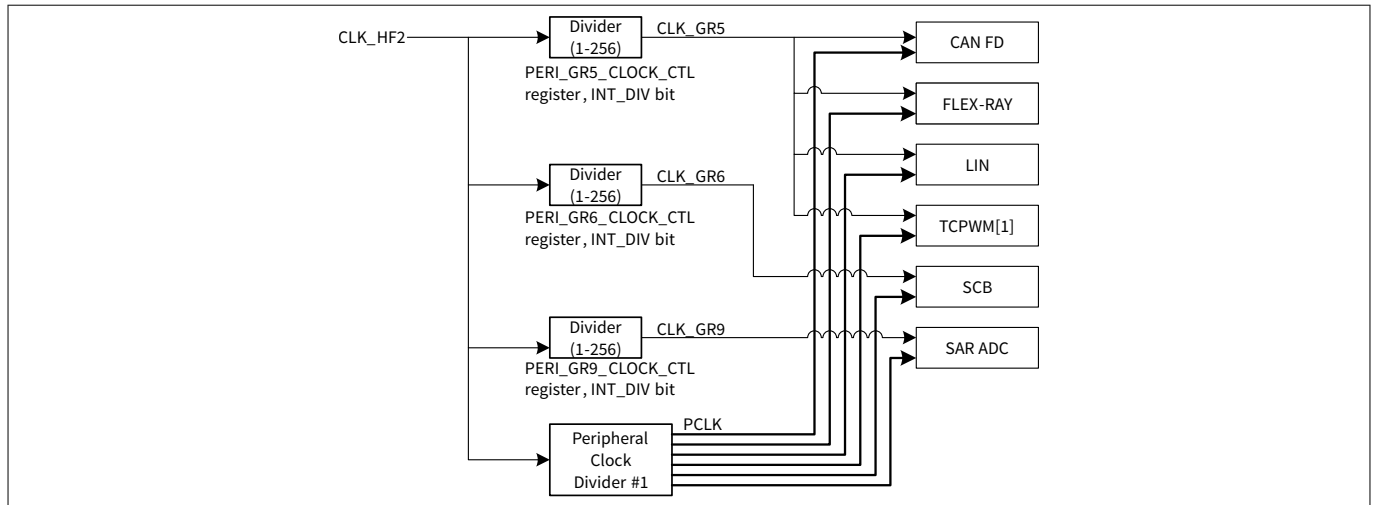 CLK_HF2
Divider
(1-256)
CLK_GR5
PERI_GR5_CLOCK_CTL
register, INT_DIV bit
CAN FD
FLEX-RAY
LIN
Divider
(1-256)
CLK_GR6
PERI_GR6_CLOCK_CTL
register, INT_DIV bit
TCPWM[1]
SCB
Divider
(1-256)
CLK_GR9
PERI_GR9_CLOCK_CTL
register, INT_DIV bit
SAR ADC
PCLK
Peripheral
Clock
Divider #1